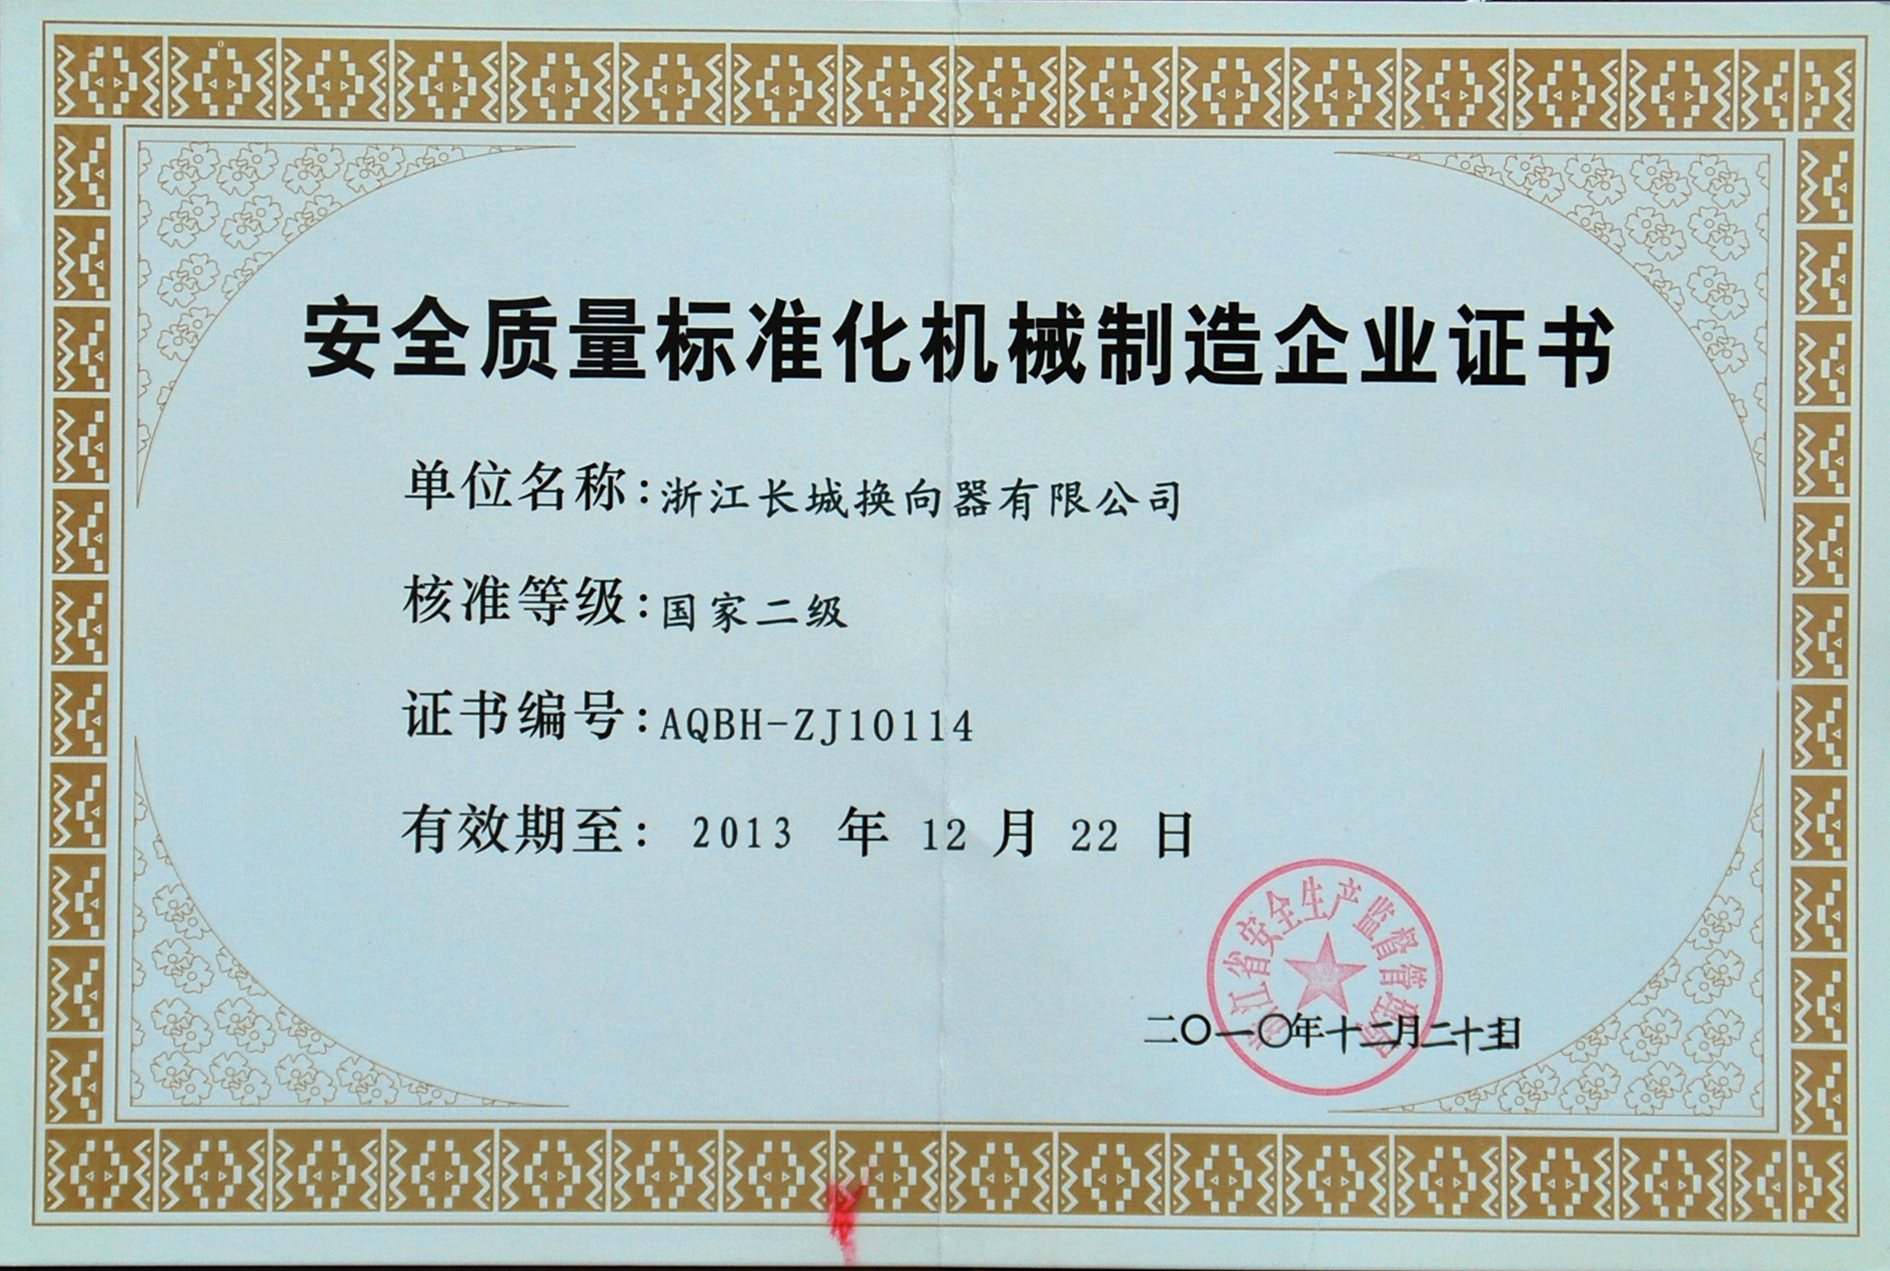 安全质量标准化机械制造企业证书
单位名称:浙江长城换向器有限公司
核准等级:国家二级
证书编号:AQBH-ZJ10114
有效期至: 2013 年 12 月 22 日
浙江省安全生产监督管理局
二〇一〇年十二月二十三日